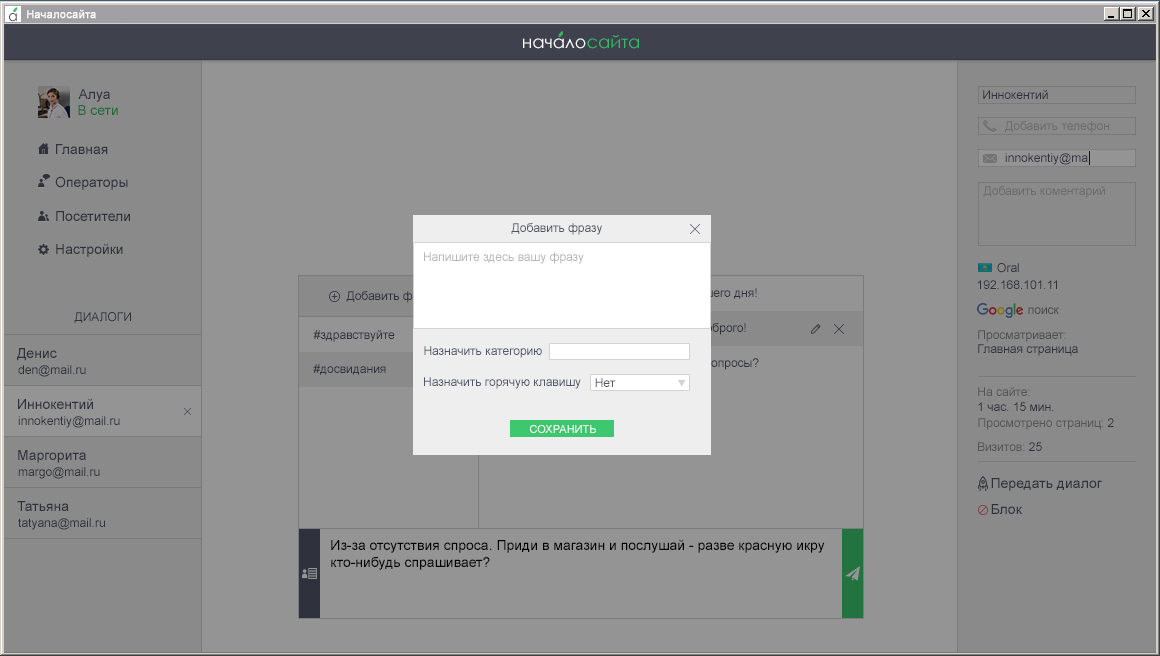 Началосайта
началосайта
Алуа
В сети
Главная
Операторы
Посетители
Настройки
ДИАЛОГИ
Денис
den@mail.ru
Иннокентий
innokentiy@mail.ru
Маргорита
margo@mail.ru
Татьяна
tatyana@mail.ru
Добавить ф
#здравствуйте
#досвидания
его дня!
оброго!
опросы?
Добавить фразу
Напишите здесь вашу фразу
Назначить категорию
Назначить горячую клавишу Нет
СОХРАНИТЬ
Из-за отсутствия спроса. Приди в магазин и послушай - разве красную икру
кто-нибудь спрашивает?
Иннокентий
Добавить телефон
innokentiy@ma
Добавить коментарий
Oral
192.168.101.11
Google поиск
Просматривает:
Главная страница
На сайте:
1 час. 15 мин.
Просмотрено страниц: 2
Визитов: 25
Передать диалог
Блок